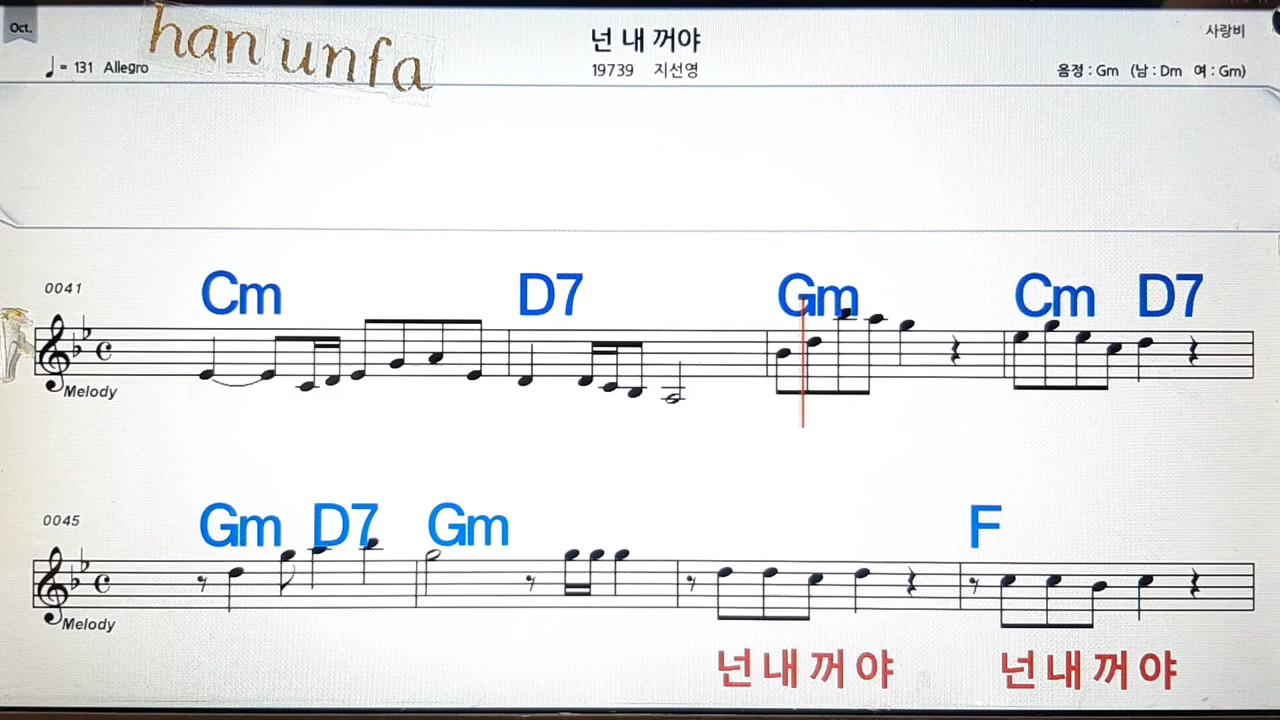 Oct.
han unfa
넌 내 꺼야
사랑비
♩= 131 Allegro
19739 지선영
음정 : Gm (남 : Dm 여 : Gm)
0041
Cm D7 Gm Cm D7
Melody
0045
Gm D7 Gm F
Melody
넌 내 꺼 야 넌 내 꺼 야